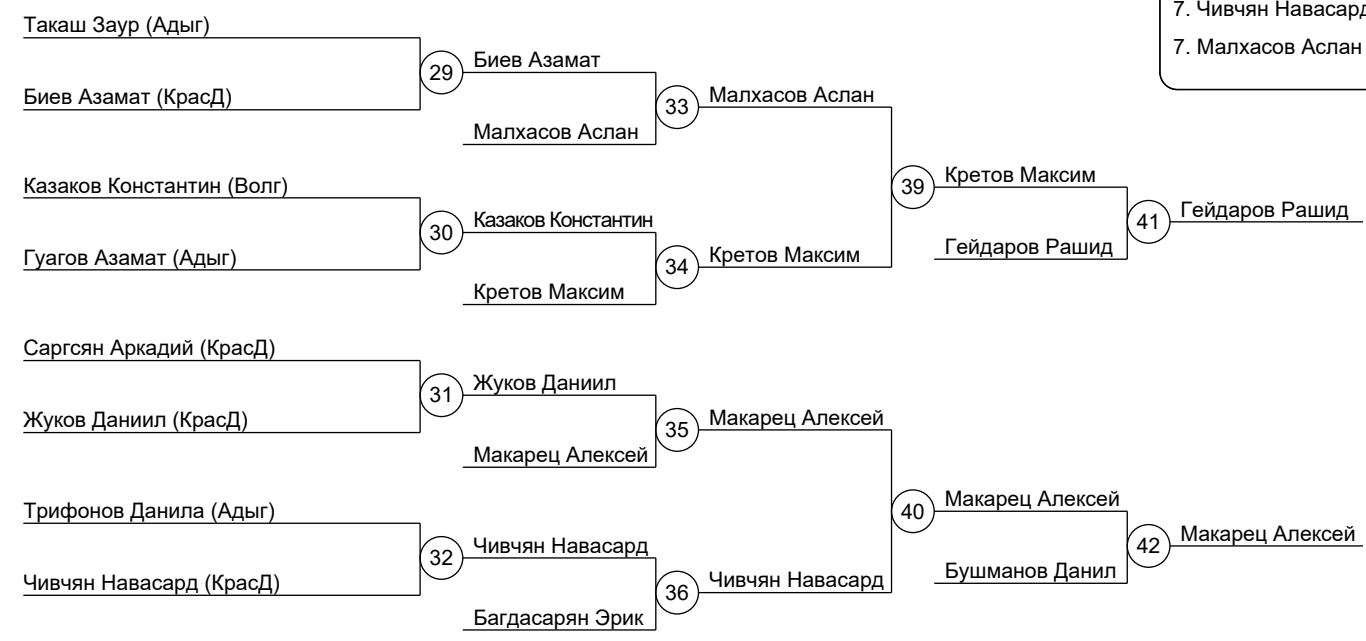 7. Чивчян Навасард
7. Малхасов Аслан
Такаш Заур (Адыг)
29
Биев Азамат
Биев Азамат (КрасД)
33
Малхасов Аслан
Малхасов Аслан
Казаков Константин (Волг)
39
Кретов Максим
30
Казаков Константин
41
Гейдаров Рашид
Гуагов Азамат (Адыг)
34
Кретов Максим
Гейдаров Рашид
Кретов Максим
Саргсян Аркадий (КрасД)
31
Жуков Даниил
Жуков Даниил (КрасД)
35
Макарец Алексей
Макарец Алексей
Трифонов Данила (Адыг)
40
Макарец Алексей
32
Чивчян Навасард
42
Макарец Алексей
Чивчян Навасард (КрасД)
36
Чивчян Навасард
Бушманов Данил
Багдасарян Эрик